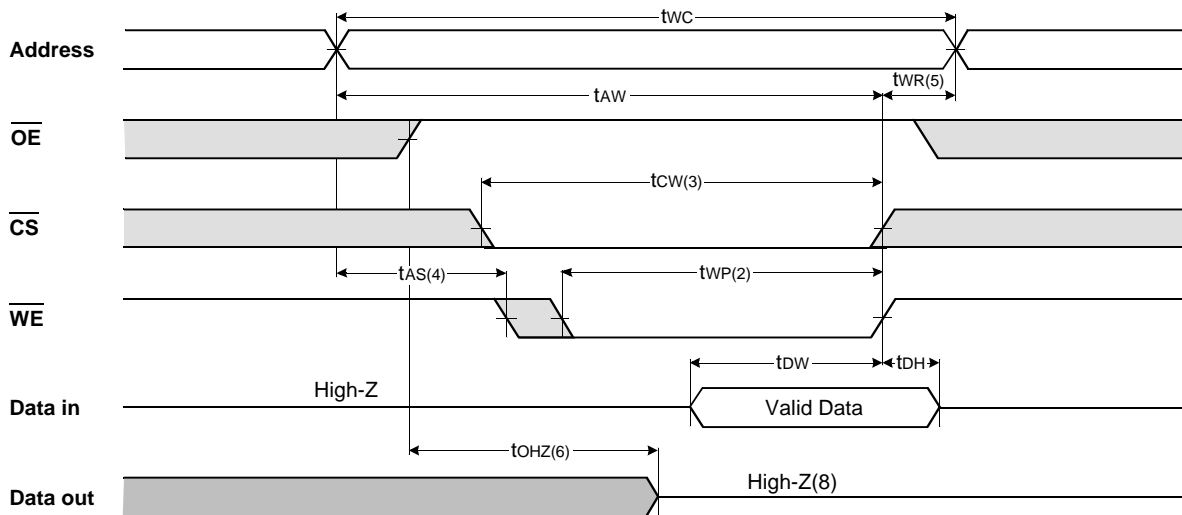 tWC
Address
tWR(5)
tAW
OE
tCW(3)
CS
tAS(4)
tWP(2)
WE
tDW
tDH
High-Z
Data in
Valid Data
tOHZ(6)
High-Z(8)
Data out